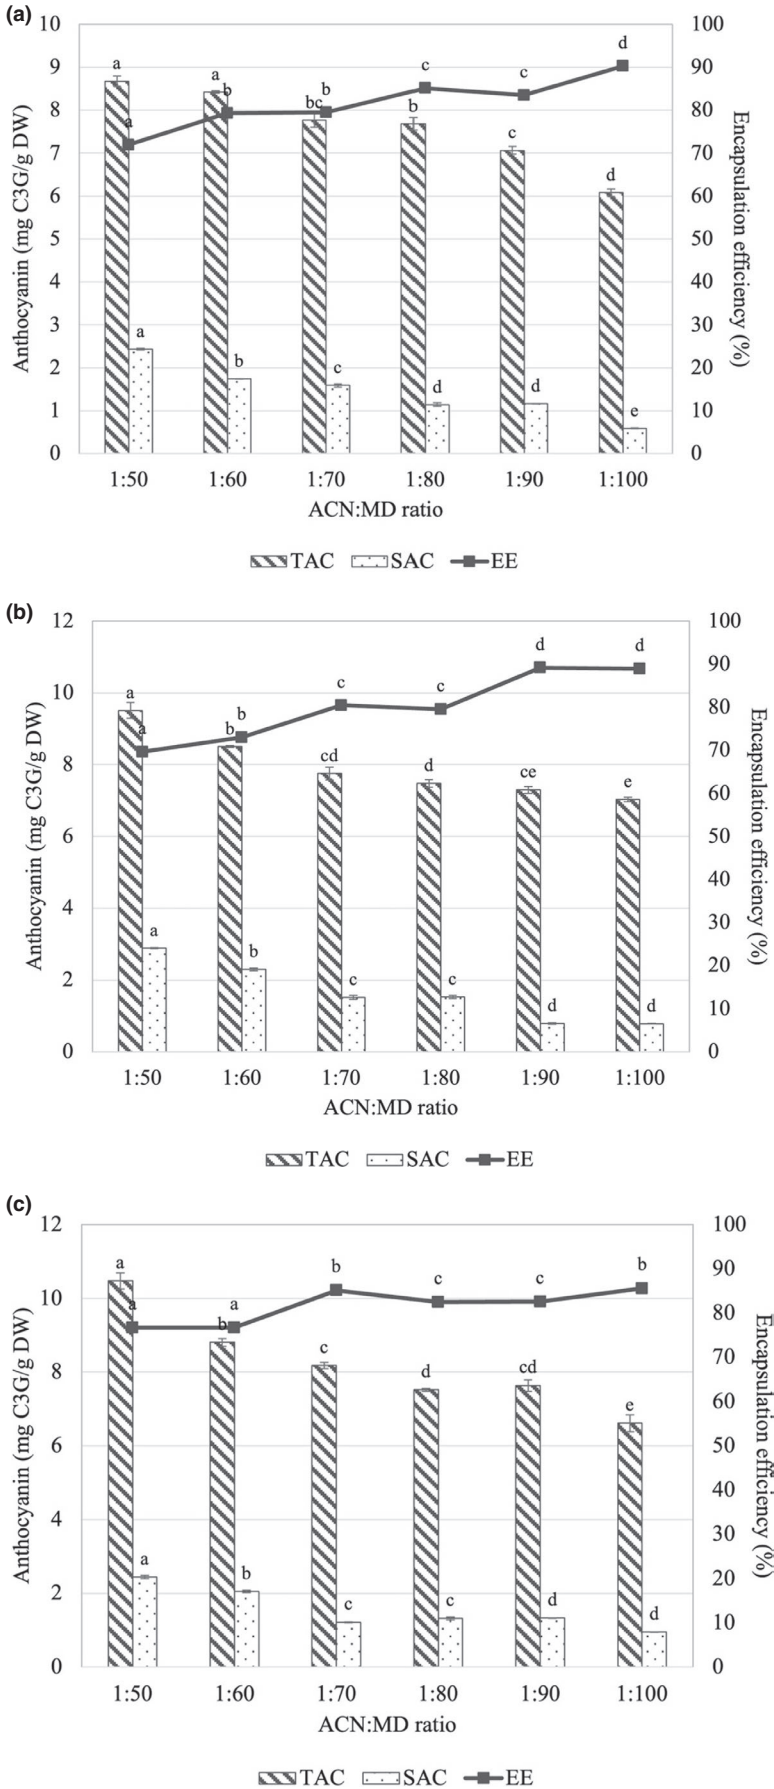 (a)
10 100
9 90
8 80
7 70
6 60
5 50
4 40
3 30
2 20
1 10
0 0
Anthocyanin (mg C3G/g DW)
Encapsulation efficiency (%)
a a bc b c d
a b b c c d
a b c d d e
1:50 1:60 1:70 1:80 1:90 1:100
ACN:MD ratio
TAC SAC EE
(b)
12 100
90
10 80
70
8 60
6 50
40
4 30
2 20
10
0 0
Anthocyanin (mg C3G/g DW)
Encapsulation efficiency (%)
a b cd d ce e
a b c c d d
a b c c d d
1:50 1:60 1:70 1:80 1:90 1:100
ACN:MD ratio
TAC SAC EE
(c)
12 100
90
10 80
70
8 60
6 50
40
4 30
2 20
10
0 0
Anthocyanin (mg C3G/g DW)
Encapsulation efficiency (%)
a b c d cd e
a a b c c b
a b c c d d
1:50 1:60 1:70 1:80 1:90 1:100
ACN:MD ratio
TAC SAC EE